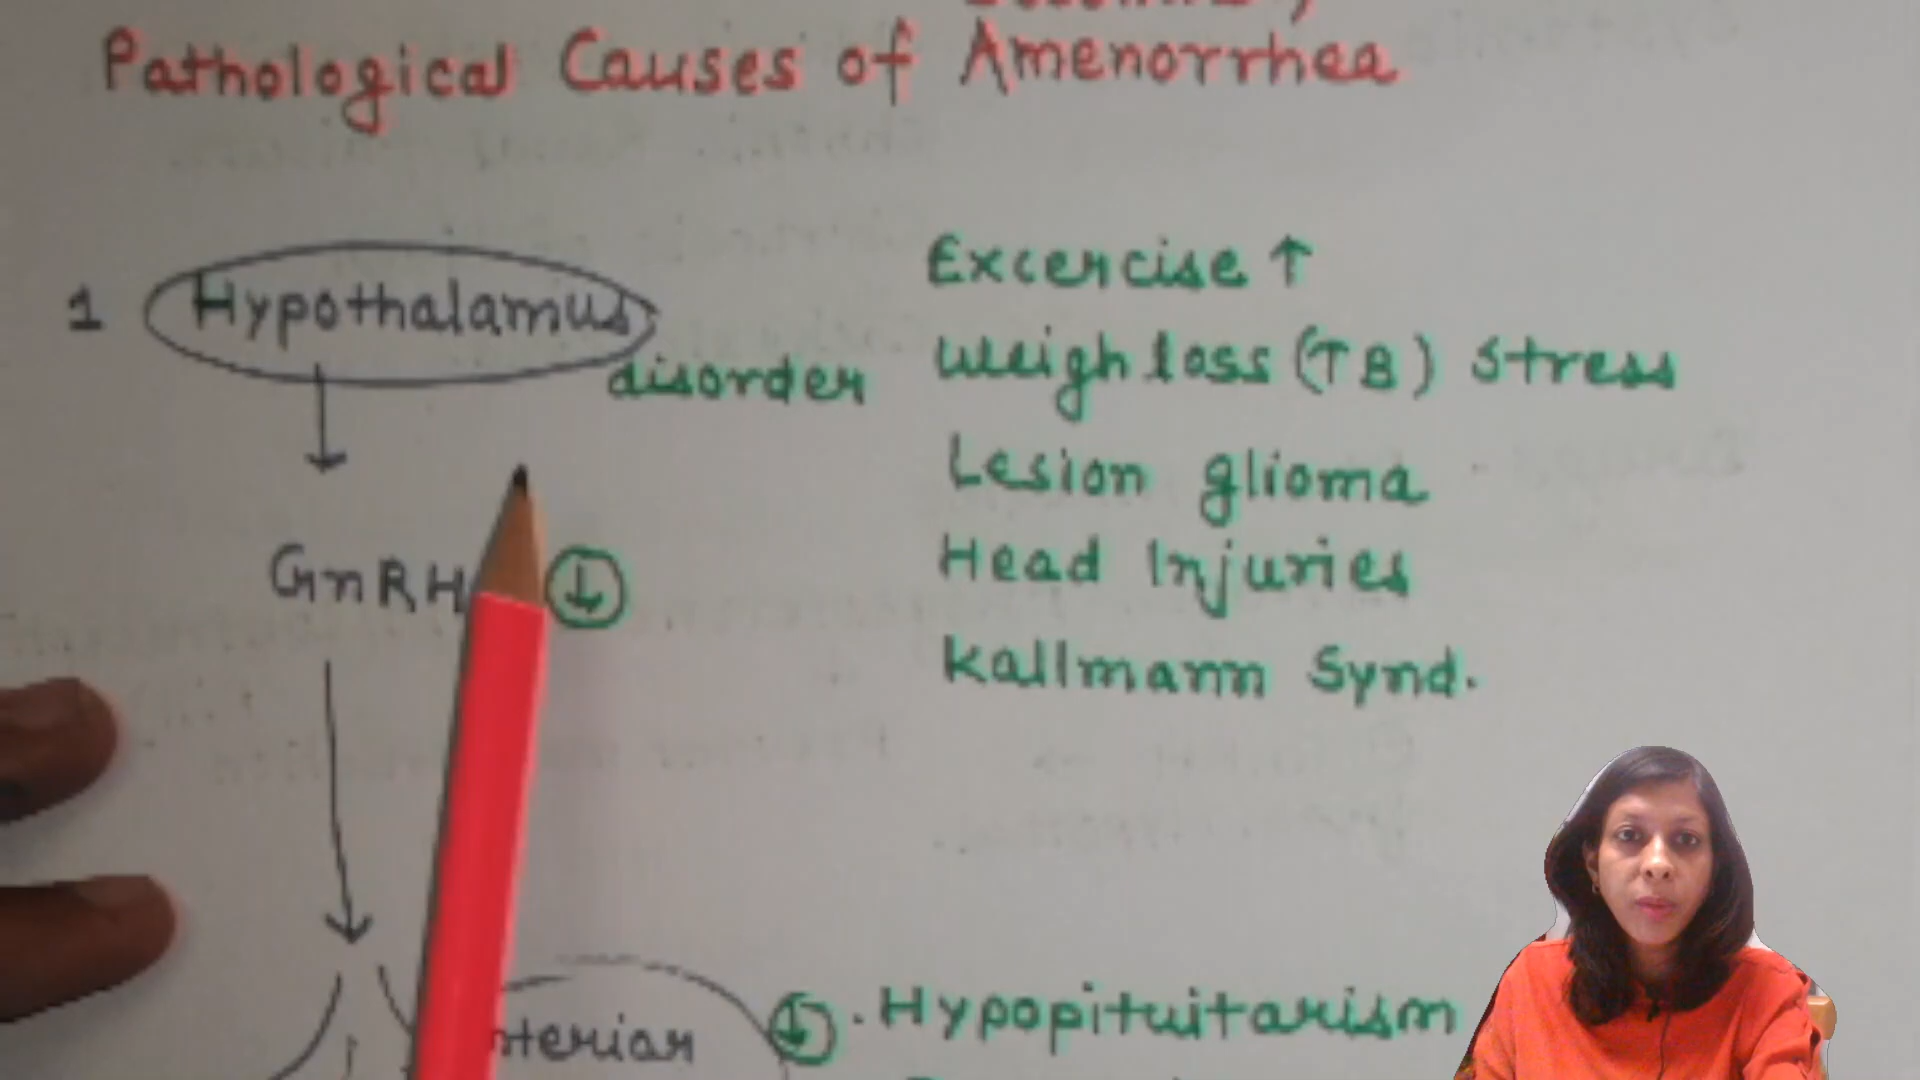 Pathological Causes of Amenorrhea
1 Hypothalamus
disorder
Excercise ↑
Weigh loss (TB) Stress
Lesion glioma
Head Injuries
Kallmann Synd.
GnRH ↓
↓ . Hypopituitarism